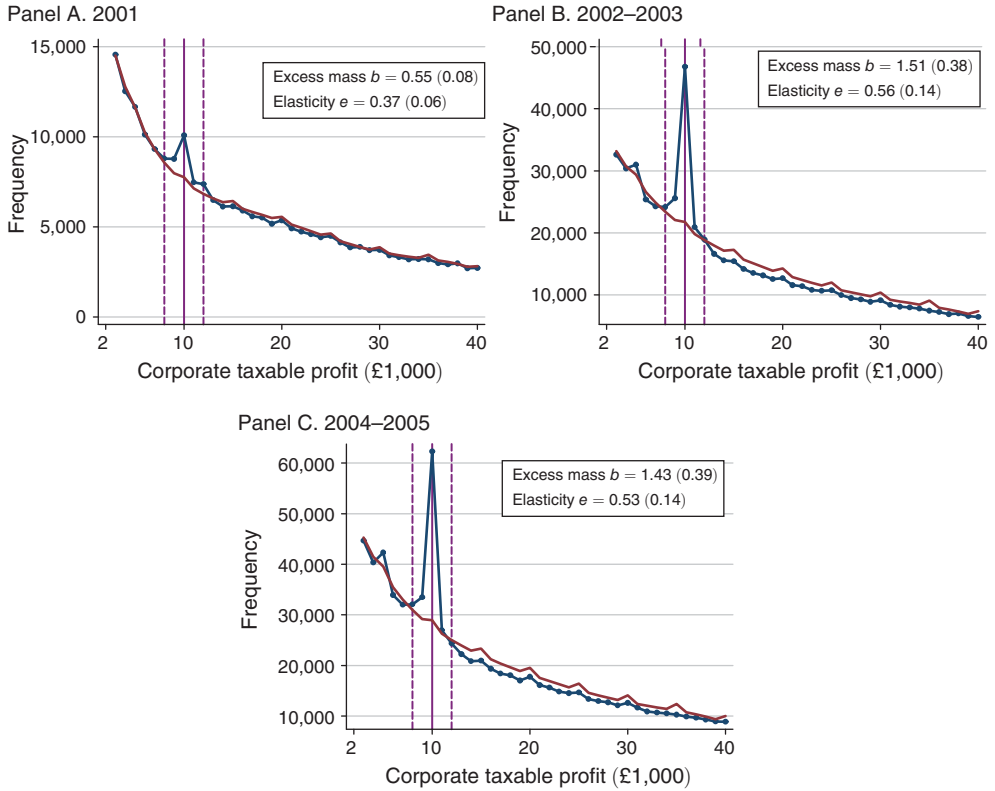 Panel A. 2001
15,000
10,000
5,000
0
Frequency
Excess mass b = 0.55 (0.08)
Elasticity e = 0.37 (0.06)
2 10 20 30 40
Corporate taxable profit (£1,000)
Panel B. 2002–2003
50,000
40,000
30,000
20,000
10,000
Frequency
Excess mass b = 1.51 (0.38)
Elasticity e = 0.56 (0.14)
2 10 20 30 40
Corporate taxable profit (£1,000)
Panel C. 2004–2005
60,000
50,000
40,000
30,000
20,000
10,000
Frequency
Excess mass b = 1.43 (0.39)
Elasticity e = 0.53 (0.14)
2 10 20 30 40
Corporate taxable profit (£1,000)